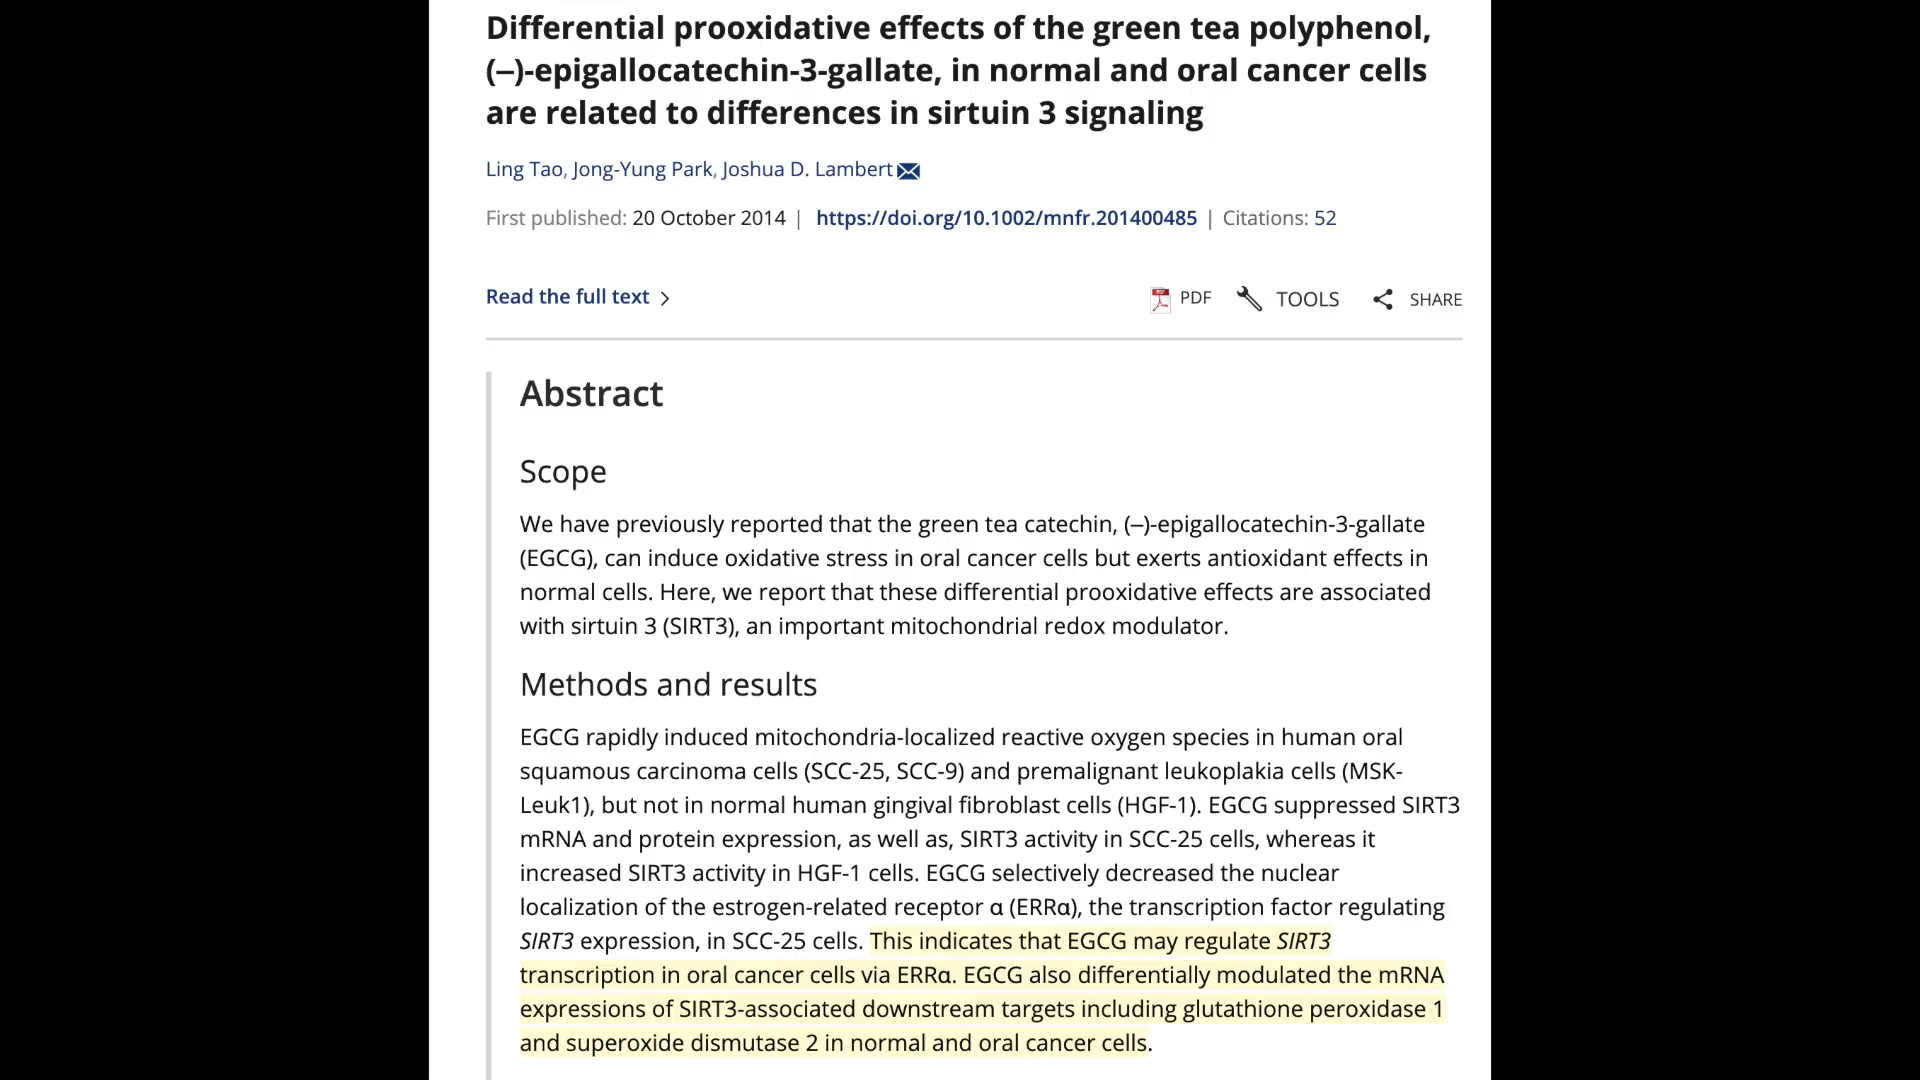 Differential prooxidative effects of the green tea polyphenol,
(–)-epigallocatechin-3-gallate, in normal and oral cancer cells
are related to differences in sirtuin 3 signaling
Ling Tao, Jong-Yung Park, Joshua D. Lambert
First published: 20 October 2014 | https://doi.org/10.1002/mnfr.201400485 | Citations: 52
Read the full text
PDF TOOLS SHARE
Abstract
Scope
We have previously reported that the green tea catechin, (–)-epigallocatechin-3-gallate
(EGCG), can induce oxidative stress in oral cancer cells but exerts antioxidant effects in
normal cells. Here, we report that these differential prooxidative effects are associated
with sirtuin 3 (SIRT3), an important mitochondrial redox modulator.
Methods and results
EGCG rapidly induced mitochondria-localized reactive oxygen species in human oral
squamous carcinoma cells (SCC-25, SCC-9) and premalignant leukoplakia cells (MSK-
Leuk1), but not in normal human gingival fibroblast cells (HGF-1). EGCG suppressed SIRT3
mRNA and protein expression, as well as, SIRT3 activity in SCC-25 cells, whereas it
increased SIRT3 activity in HGF-1 cells. EGCG selectively decreased the nuclear
localization of the estrogen-related receptor α (ERRα), the transcription factor regulating
SIRT3 expression, in SCC-25 cells. This indicates that EGCG may regulate SIRT3
transcription in oral cancer cells via ERRα. EGCG also differentially modulated the mRNA
expressions of SIRT3-associated downstream targets including glutathione peroxidase 1
and superoxide dismutase 2 in normal and oral cancer cells.